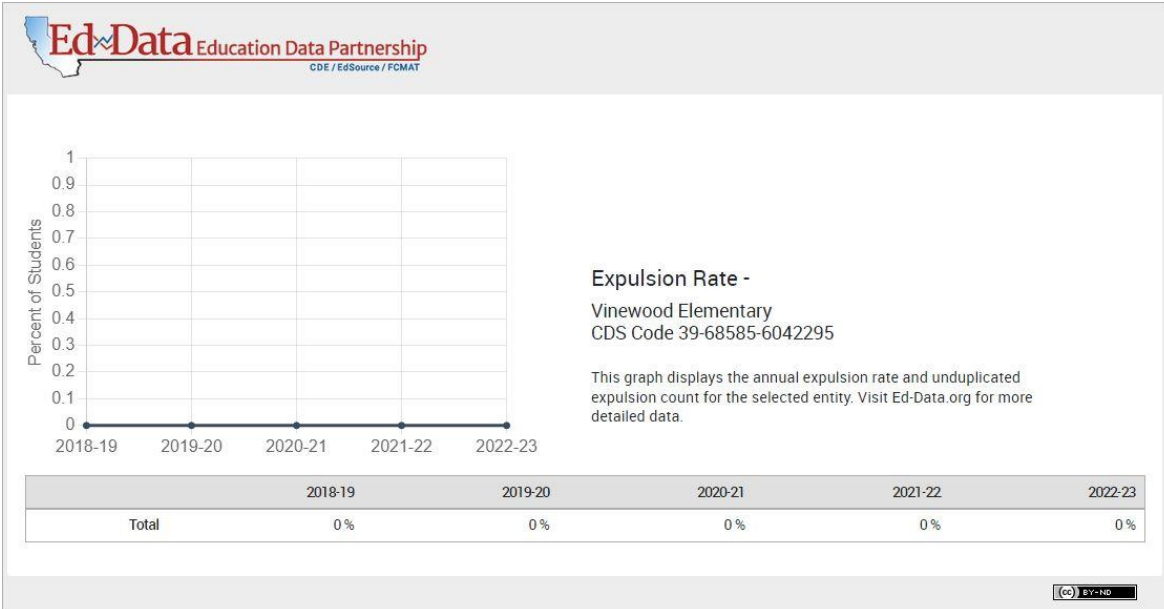 Ed Data Education Data Partnership
CDE / EdSource / FCMAT
1
0.9
0.8
0.7
0.6
0.5
0.4
0.3
0.2
0.1
0
Percent of Students
2018-19 2019-20 2020-21 2021-22 2022-23
Expulsion Rate -
Vinewood Elementary
CDS Code 39-68585-6042295
This graph displays the annual expulsion rate and unduplicated
expulsion count for the selected entity. Visit Ed-Data.org for more
detailed data.
2018-19 2019-20 2020-21 2021-22 2022-23
Total 0 % 0 % 0 % 0 % 0 %
(cc) BY-ND